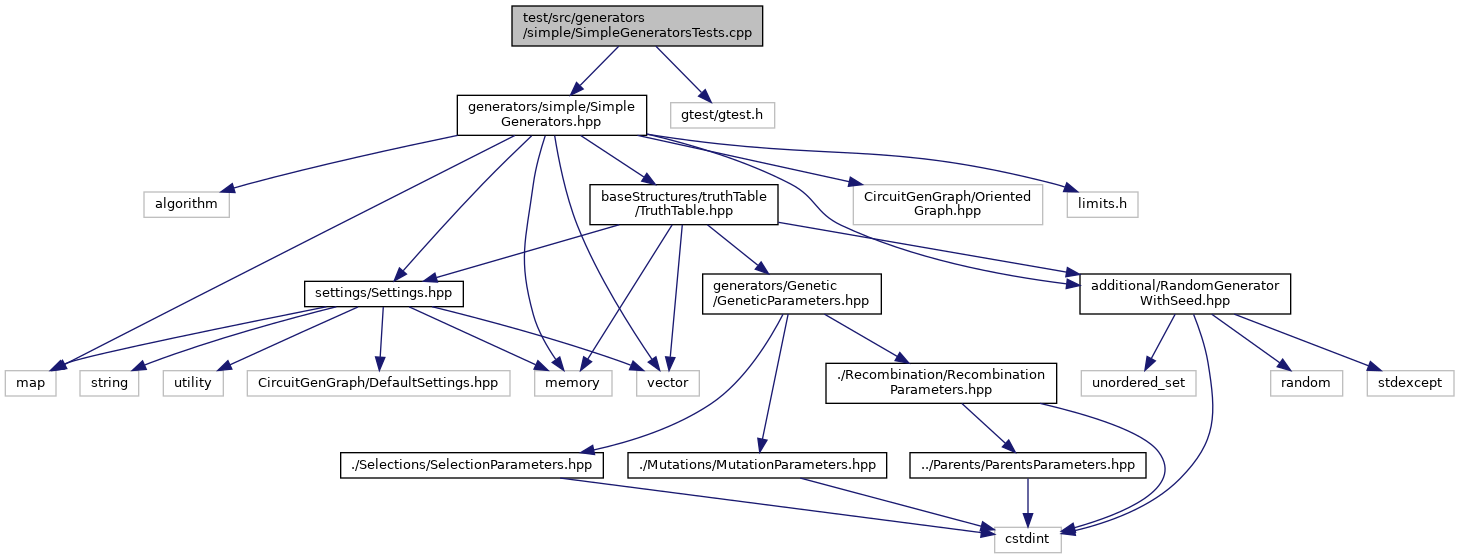 test/src/generators
/simple/SimpleGeneratorsTests.cpp
generators/simple/Simple
Generators.hpp
gtest/gtest.h
algorithm
baseStructures/truthTable
/TruthTable.hpp
CircuitGenGraph/Oriented
Graph.hpp
limits.h
settings/Settings.hpp
generators/Genetic
/GeneticParameters.hpp
additional/RandomGenerator
WithSeed.hpp
map
string
utility
CircuitGenGraph/DefaultSettings.hpp
memory
vector
./Recombination/Recombination
Parameters.hpp
unordered_set
random
stdexcept
./Selections/SelectionParameters.hpp
./Mutations/MutationParameters.hpp
../Parents/ParentsParameters.hpp
cstdint